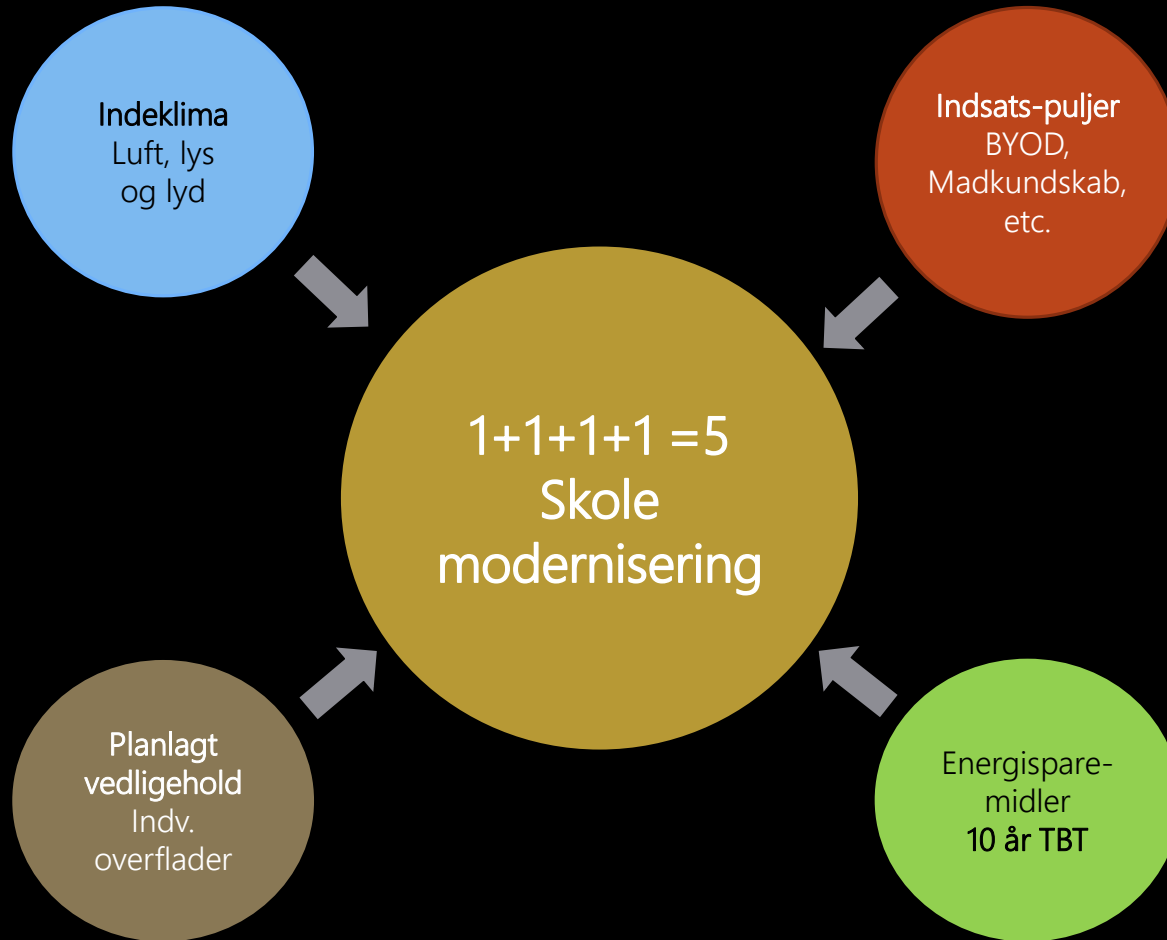 Indeklima
Luft, lys
og lyd
Indsats-puljer
BYOD,
Madkundskab,
etc.
1+1+1+1 =5
Skole
modernisering
Planlagt
vedligehold
Indv.
overflader
Energispare-
midler
10 år TBT